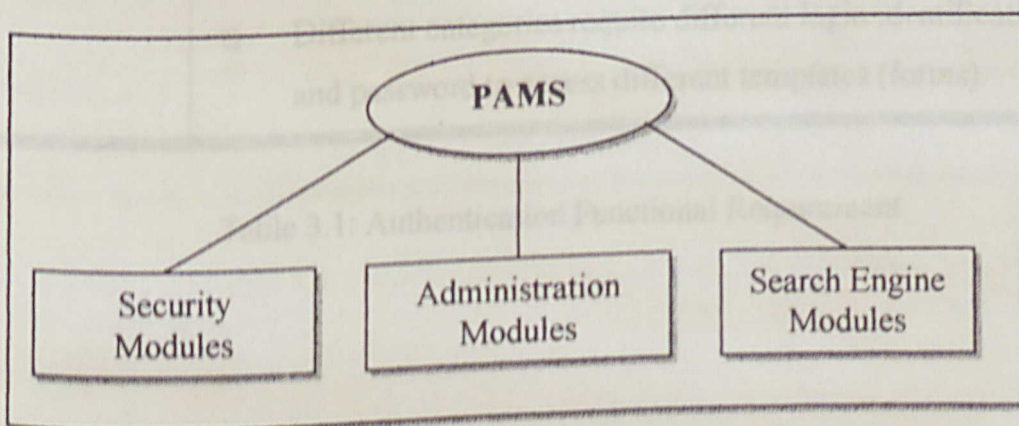 Different categories require different login
and password to access different templates (forms)
PAMS
Table 3.1: Authentication Functional Requirement
Security
Modules
Administration
Modules
Search Engine
Modules